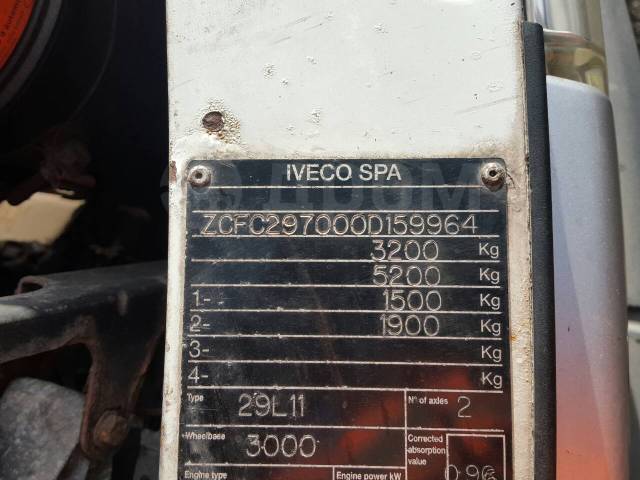 IVECO SPA
ZCFC297000D159964
3200 Kg
5200 Kg
1- 1500 Kg
2- 1900 Kg
3- Kg
4- Kg
Type 29L11 N° of axles 2
Wheelbase 3000 Corrected absorption value 0.96
Engine type Engine power kW